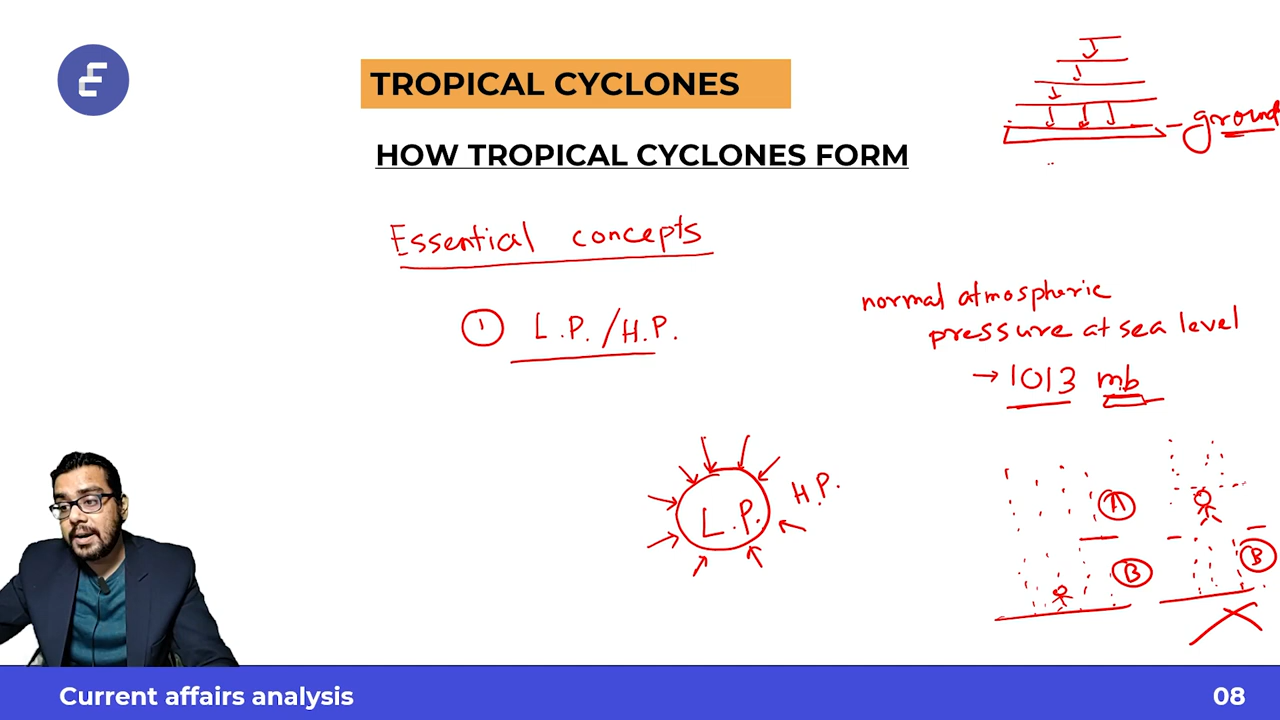 TROPICAL CYCLONES
ground
HOW TROPICAL CYCLONES FORM
Essential concepts
① L.P./H.P.
normal atmospheric
pressure at sea level
→ 1013 mb
L.P.
H.P.
A
B
B
Current affairs analysis
08